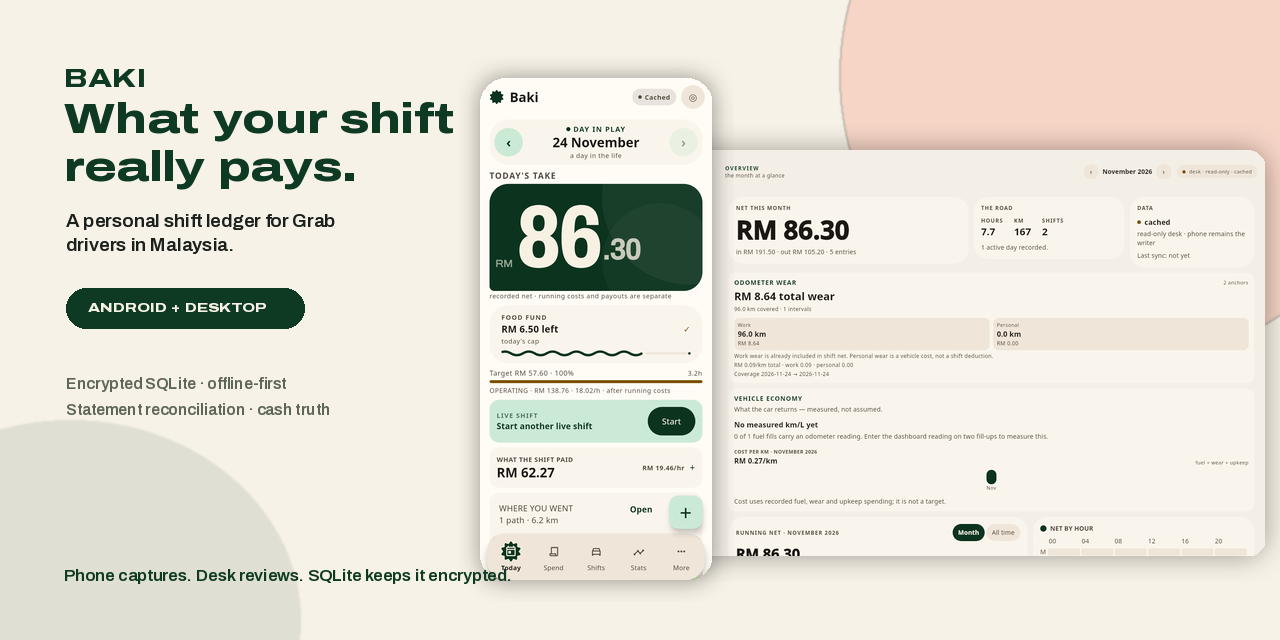 BAKI
What your shift
really pays.
A personal shift ledger for Grab
drivers in Malaysia.
ANDROID + DESKTOP
Encrypted SQLite · offline-first
Statement reconciliation · cash truth
Phone captures. Desk reviews. SQLite keeps it encrypted.
Baki
Cached
DAY IN PLAY
24 November
a day in the life
TODAY'S TAKE
RM 86.30
recorded net · running costs and payouts are separate
FOOD FUND
RM 6.50 left
today's cap
Target RM 57.60 · 100% 3.2h
OPERATING · RM 138.76 · 18.02/h · after running costs
LIVE SHIFT
Start another live shift
Start
WHAT THE SHIFT PAID
RM 62.27
RM 19.46/hr +
WHERE YOU WENT
1 path · 6.2 km
Open
+
Today Spend Shifts Stats More
OVERVIEW
the month at a glance
‹ November 2026 ›
desk · read-only · cached
NET THIS MONTH
RM 86.30
in RM 191.50 · out RM 105.20 · 5 entries
THE ROAD
HOURS KM SHIFTS
7.7 167 2
1 active day recorded.
DATA
cached
read-only desk · phone remains the
writer
Last sync: not yet
ODOMETER WEAR 2 anchors
RM 8.64 total wear
96.0 km covered · 1 intervals
Work
96.0 km
RM 8.64
Personal
0.0 km
RM 0.00
Work wear is already included in shift net. Personal wear is a vehicle cost, not a shift deduction.
RM 0.09/km total · work 0.09 · personal 0.00
Coverage 2026-11-24 → 2026-11-24
VEHICLE ECONOMY
What the car returns — measured, not assumed.
No measured km/L yet
0 of 1 fuel fills carry an odometer reading. Enter the dashboard reading on two fill-ups to measure this.
COST PER KM · NOVEMBER 2026
RM 0.27/km
fuel + wear + upkeep
Nov
Cost uses recorded fuel, wear and upkeep spending; it is not a target.
RUNNING NET · NOVEMBER 2026
Month All time
RM 86.30
NET BY HOUR
00 04 08 12 16 20
M